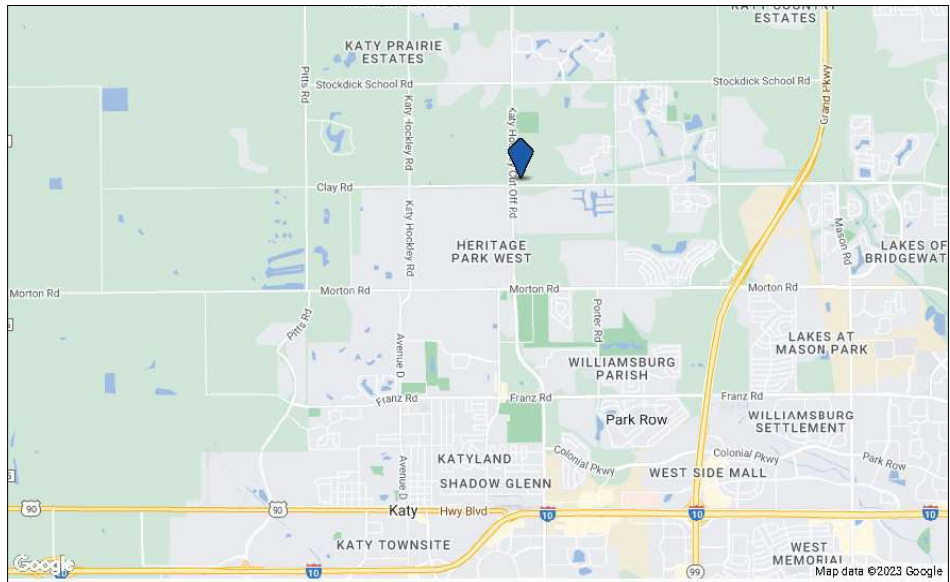 KATY COUNTRY
ESTATES
KATY PRAIRIE
ESTATES
Pitts Rd
Katy Hockley Rd
Stockdick School Rd
Stockdick School Rd
Grand Pkwy
Clay Rd
Katy Hockley Rd
HERITAGE
PARK WEST
Mason Rd
LAKES OF
BRIDGEWAT
Morton Rd
Morton Rd
Morton Rd
Morton Rd
Pitts Rd
Avenue D
Porter Rd
LAKES AT
MASON PARK
WILLIAMSBURG
PARISH
Franz Rd
Franz Rd
Franz Rd
Park Row
WILLIAMSBURG
SETTLEMENT
Colonial Pkwy
Colonial Pkwy
Park Row
KATYLAND
WEST SIDE MALL
SHADOW GLENN
Avenue D
90
90
Katy
Hwy Blvd
10
10
10
KATY TOWNSITE
WEST
MEMORIAL
Google
10
10
99
Map data ©2023 Google